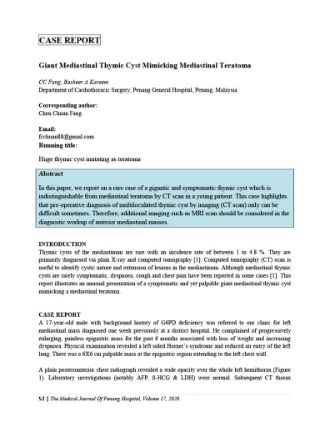 CASE REPORT
Giant Mediastinal Thymic Cyst Mimicking Mediastinal Teratoma
CC Fang, Basheer A Kareem
Department of Cardiothoracic Surgery, Penang General Hospital, Penang, Malaysia
Corresponding author:
Chen Chuan Fang
Email:
Running title:
Huge thymic cyst imitating as teratoma
Abstract
In this paper, we report on a rare case of a gigantic and symptomatic thymic cyst which is
indistinguishable from mediastinal teratoma by CT scan in a young patient. This case highlights
that pre-operative diagnosis of multiloculated thymic cyst by imaging (CT scan) only can be
difficult sometimes. Therefore, additional imaging such as MRI scan should be considered in the
diagnostic workup of anterior mediastinal masses.
INTRODUCTION
Thymic cysts of the mediastinum are rare with an incidence rate of between 1 to 4.8 %. They are
primarily diagnosed via plain X-ray and computed tomography [1]. Computed tomography (CT) scan is
useful to identify cystic nature and extension of lesions in the mediastinum. Although mediastinal thymic
cysts are rarely symptomatic, dyspnoea, cough and chest pain have been reported in some cases [1]. This
report illustrates an unusual presentation of a symptomatic and yet palpable giant mediastinal thymic cyst
mimicking a mediastinal teratoma.
CASE REPORT
A 17-year-old male with background history of G6PD deficiency was referred to our clinic for left
mediastinal mass diagnosed one week previously at a district hospital. He complained of progressively
enlarging, painless epigastric mass for the past 6 months associated with loss of weight and increasing
dyspnoea. Physical examination revealed a left sided Horner's syndrome and reduced air entry of the left
lung. There was a 6X6 cm palpable mass at the epigastric region extending to the left chest wall.
A plain posteroanterior chest radiograph revealed a wide opacity over the whole left hemithorax (Figure
1). Laboratory investigations (notably AFP, β-HCG & LDH) were normal. Subsequent CT thorax
52 | The Medical Journal Of Penang Hospital, Volume 17, 2020.